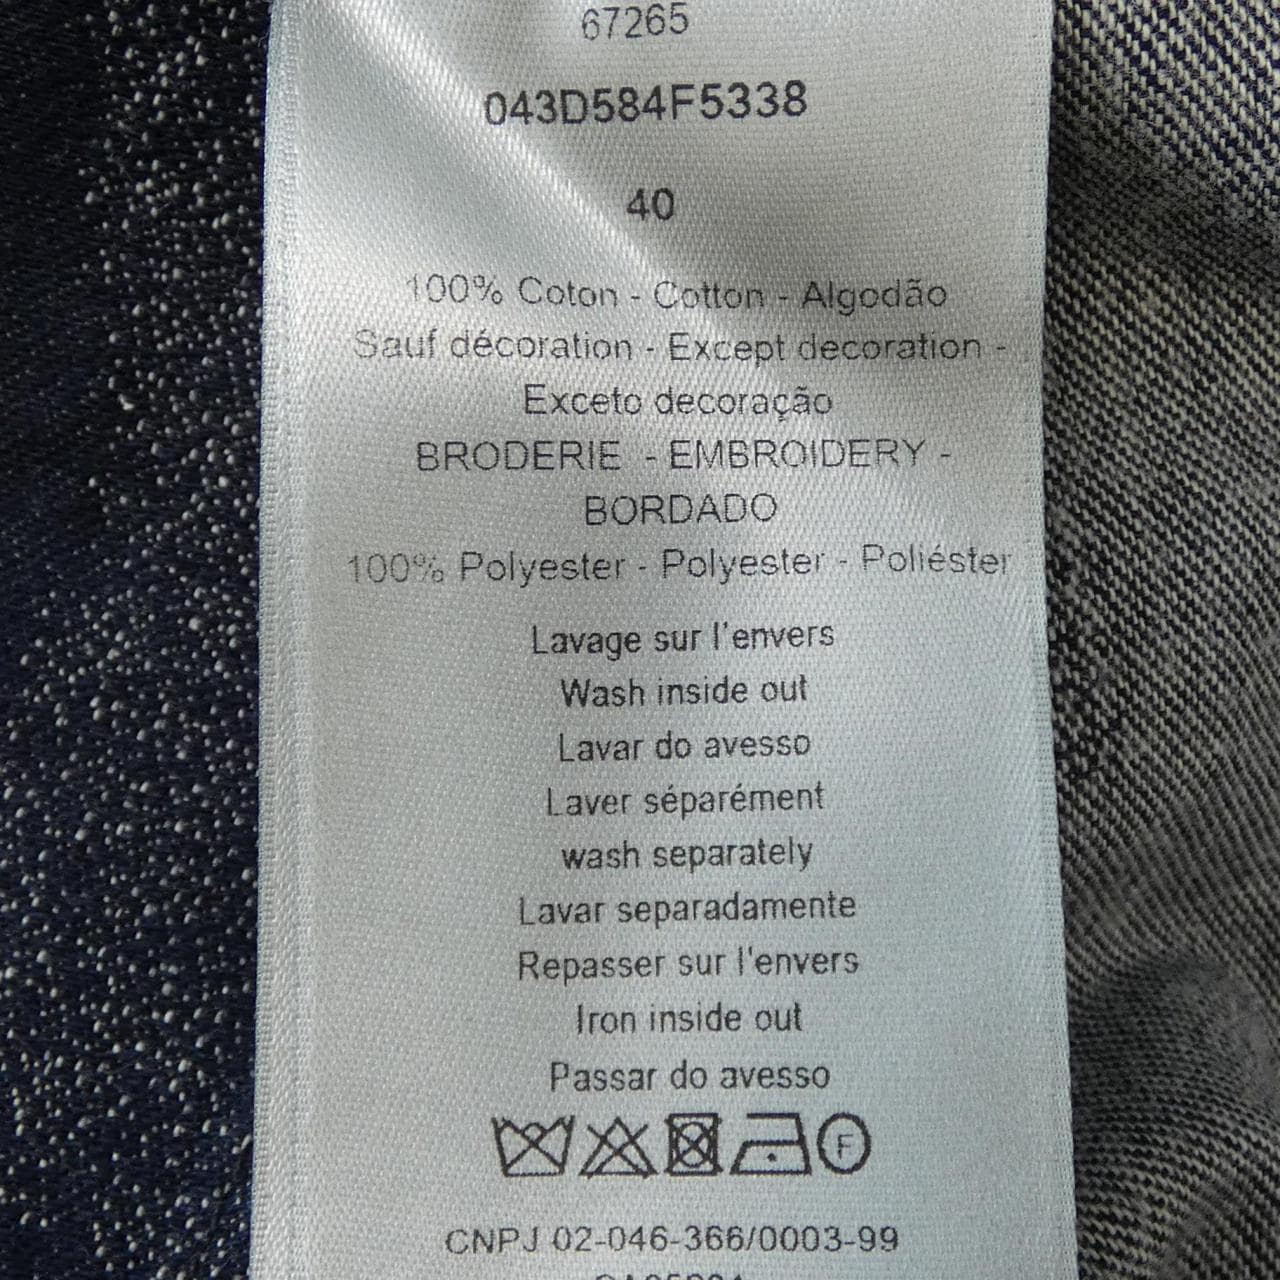 67265
043D584F5338
40
100% Coton - Cotton - Algodão
Sauf décoration - Except decoration -
Exceto decoração
BRODERIE - EMBROIDERY -
BORDADO
100% Polyester - Polyester - Poliéster
Lavage sur l'envers
Wash inside out
Lavar do avesso
Laver séparément
wash separately
Lavar separadamente
Repasser sur l'envers
Iron inside out
Passar do avesso
F
CNPJ 02-046-366/0003-99